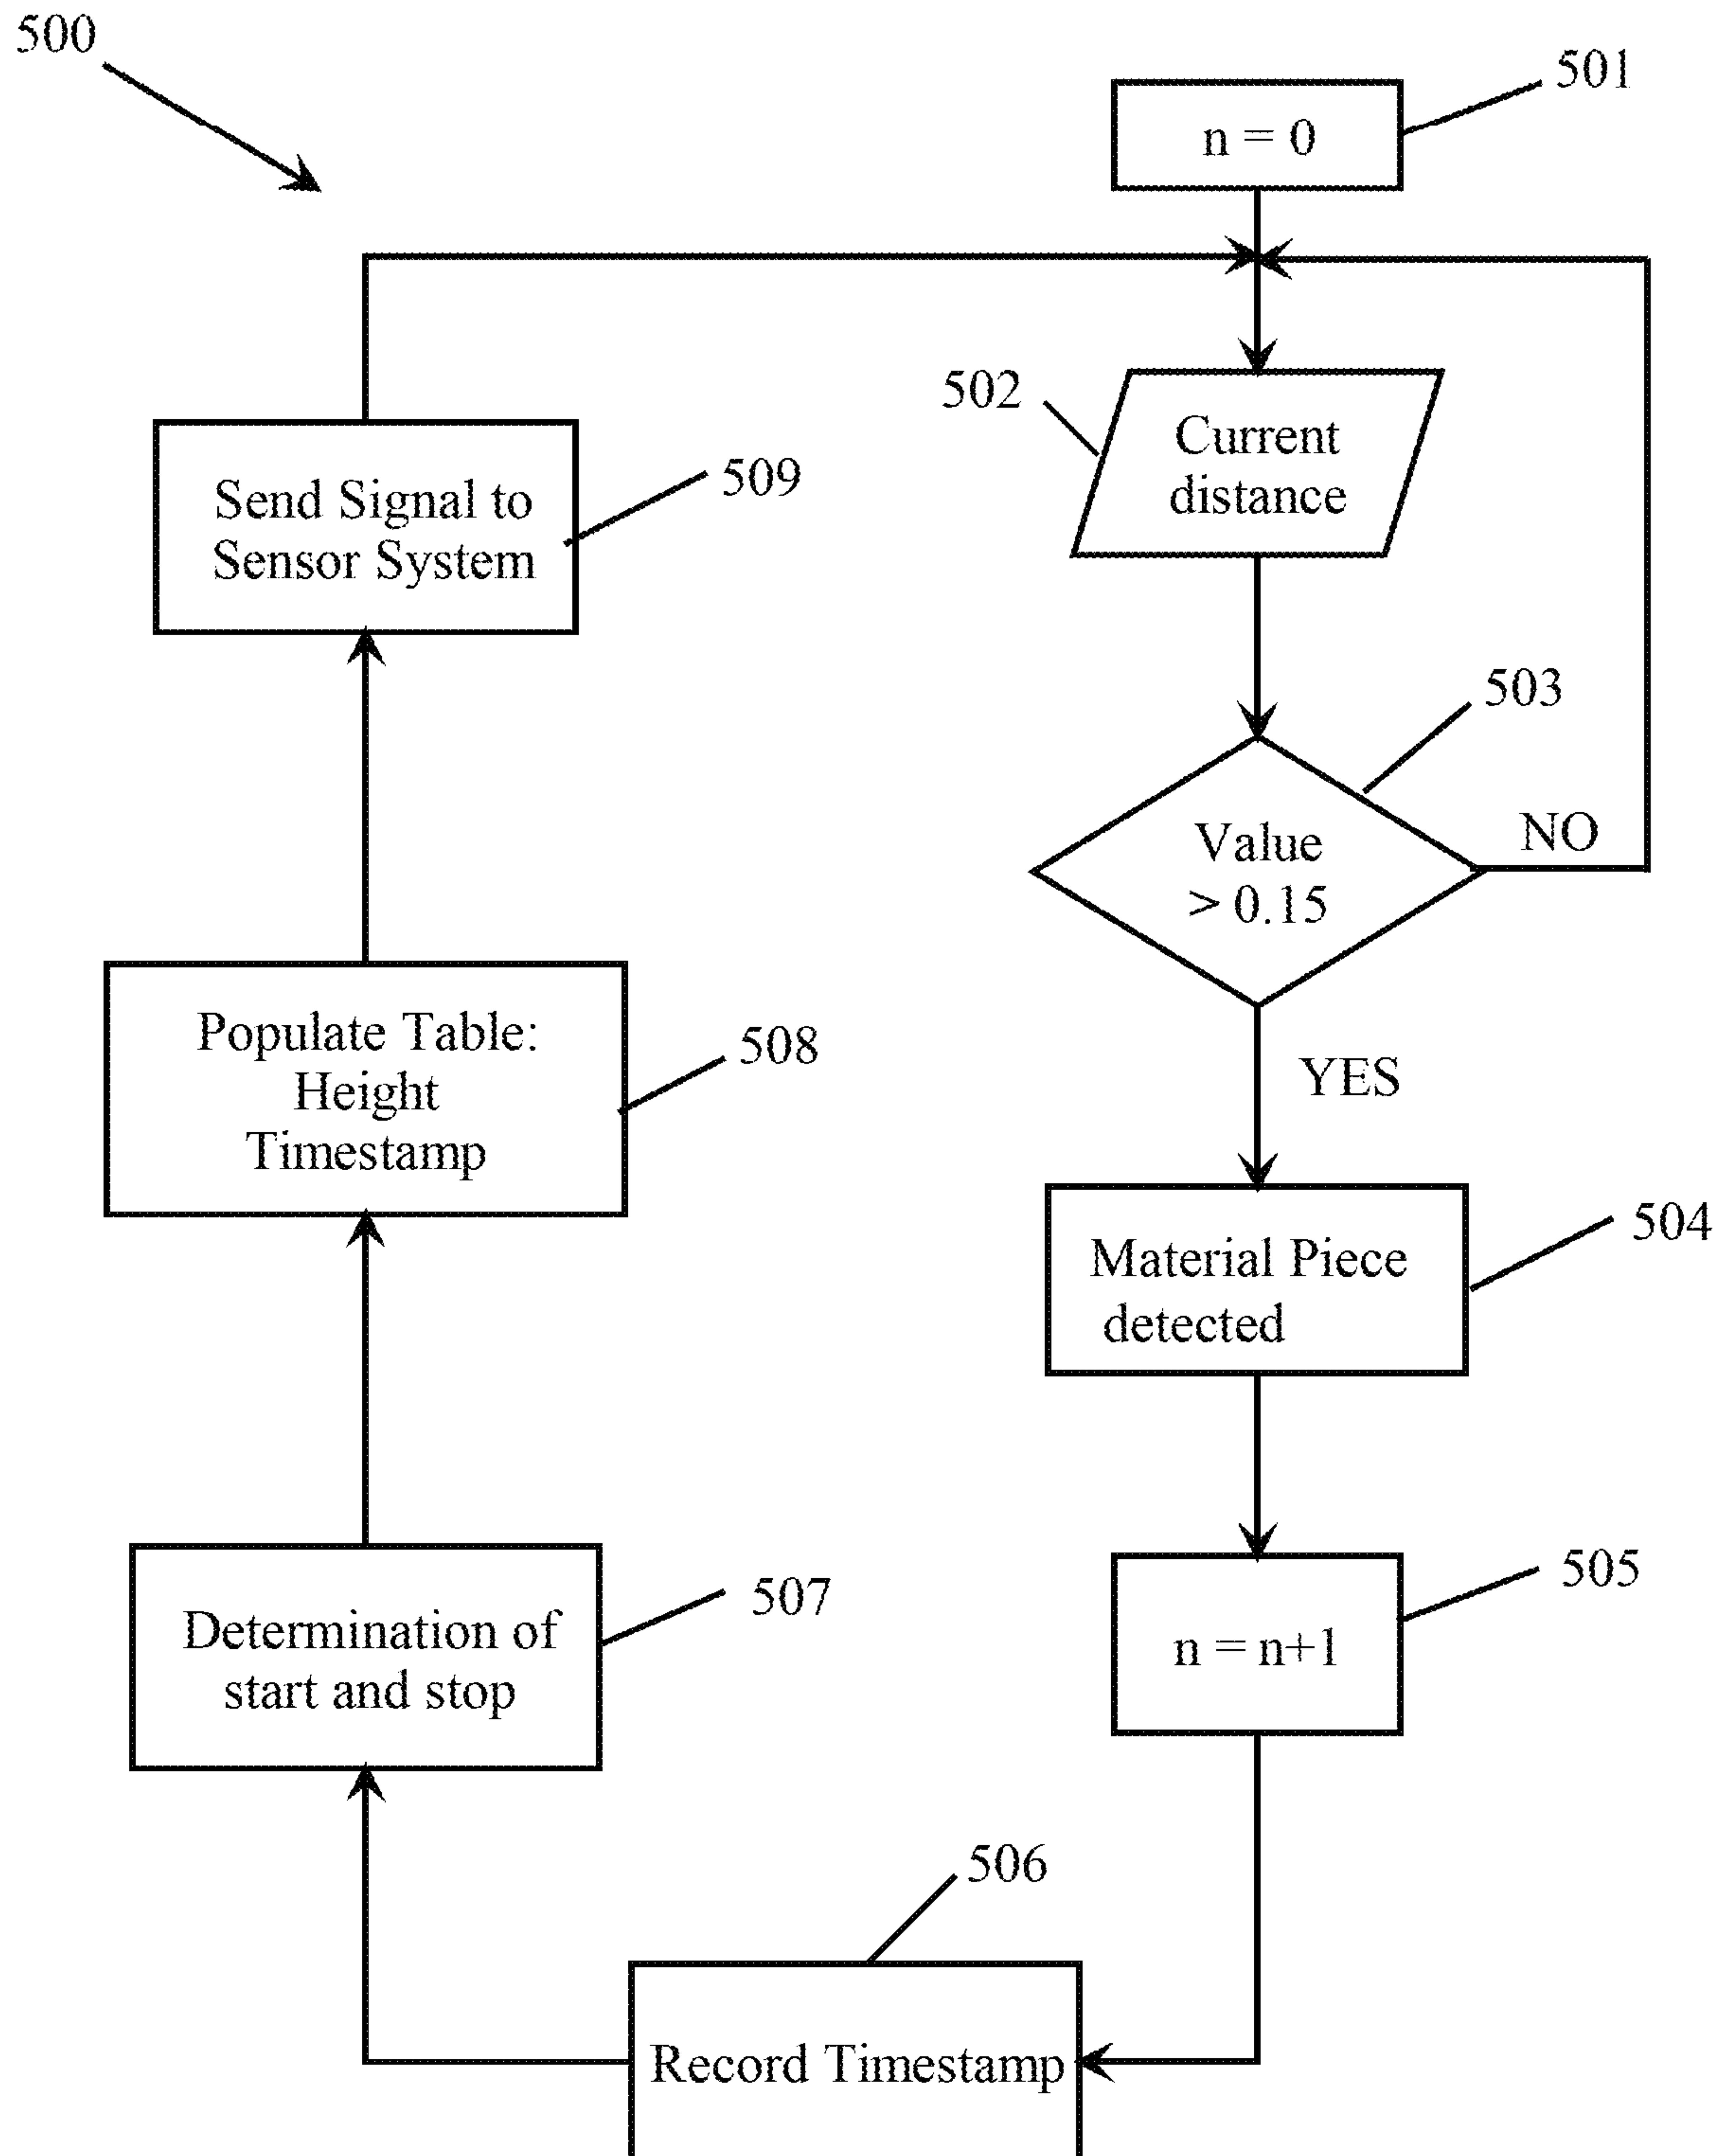 500
501
n = 0
502
Current
distance
503
Value
> 0.15
NO
YES
504
Material Piece
detected
505
n = n+1
506
Record Timestamp
507
Determination of
start and stop
508
Populate Table:
Height
Timestamp
509
Send Signal to
Sensor System